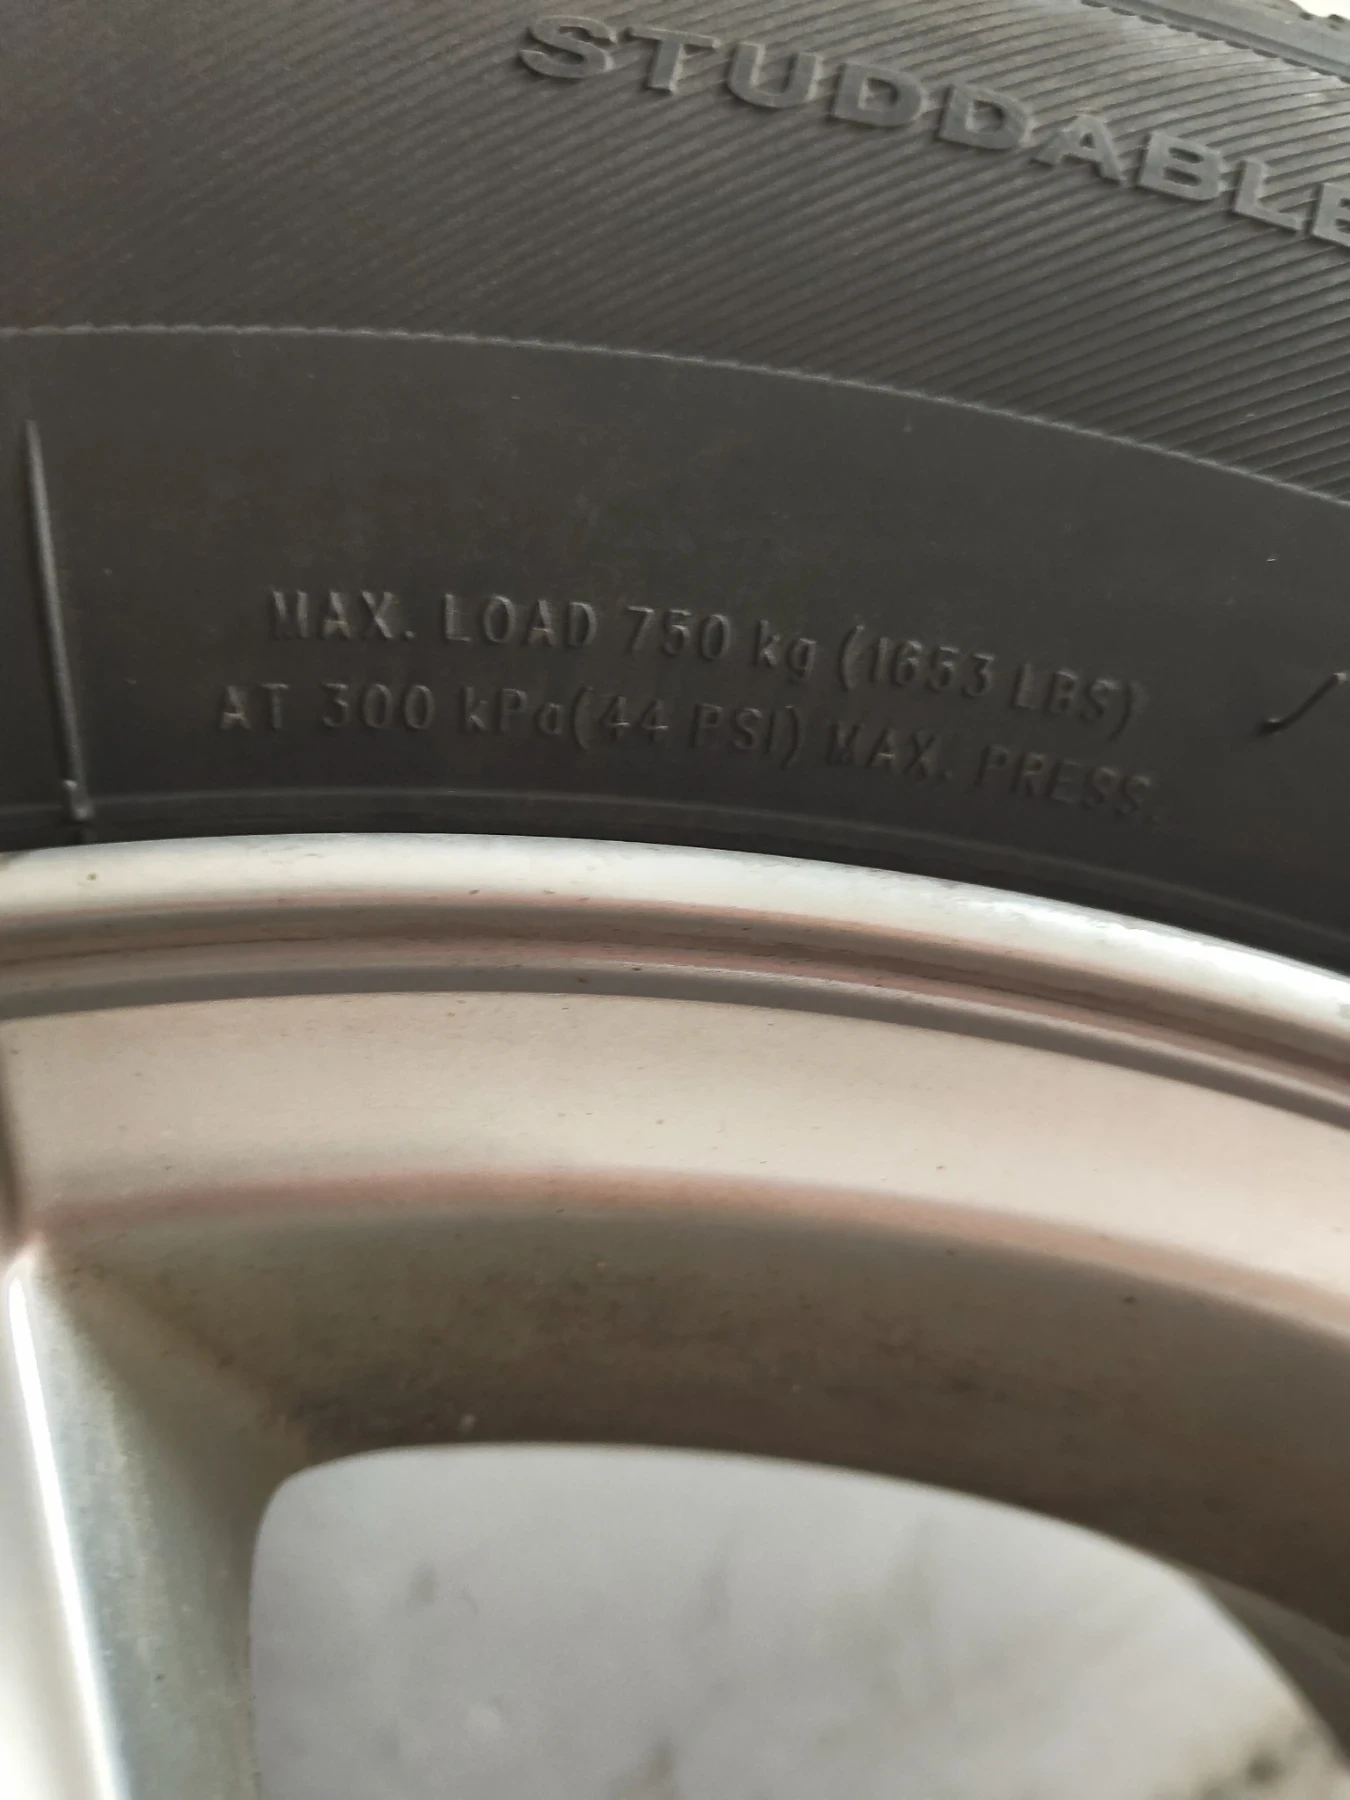 STUDDABLE
MAX. LOAD 750 kg (1653 LBS)
AT 300 kPa(44 PSI) MAX. PRESS.